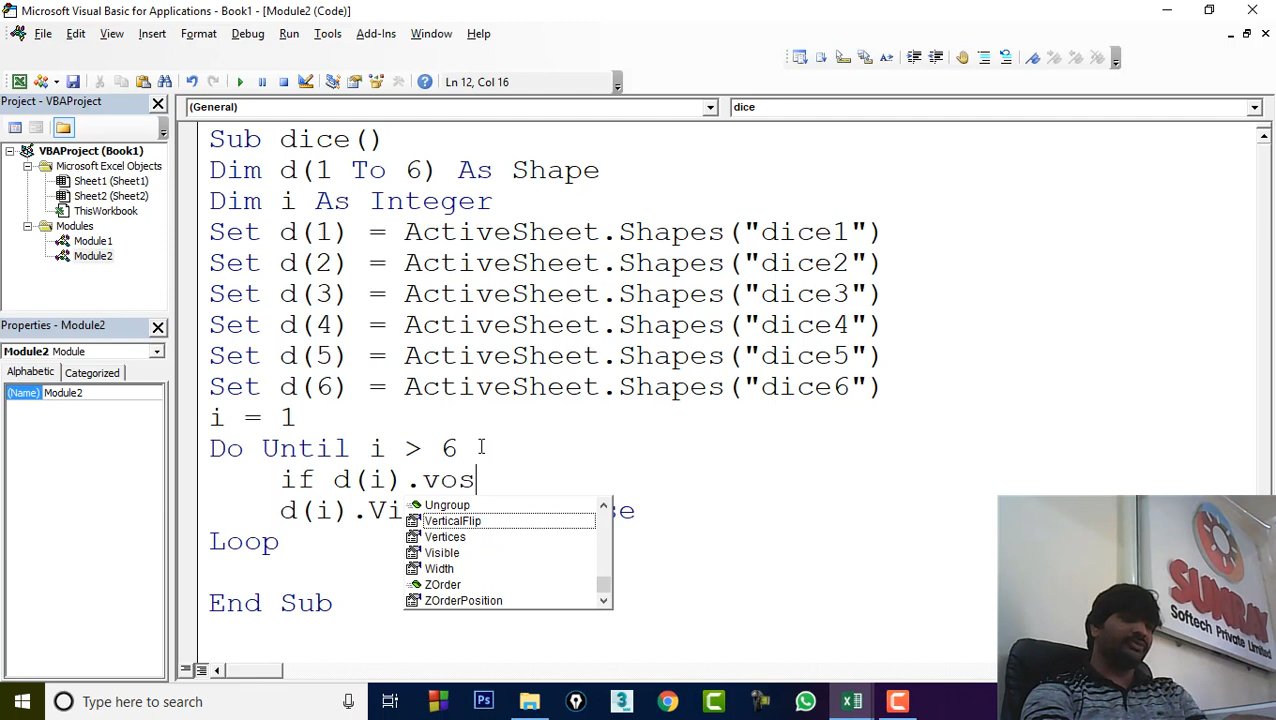 Microsoft Visual Basic for Applications - Book1 - [Module2 (Code)]
File Edit View Insert Format Debug Run Tools Add-Ins Window Help
Ln 12, Col 16
Project - VBAProject
(General)
dice
VBAProject (Book1)
Microsoft Excel Objects
Sheet1 (Sheet1)
Sheet2 (Sheet2)
ThisWorkbook
Modules
Module1
Module2
Properties - Module2
Module2 Module
Alphabetic Categorized
(Name) Module2
Sub dice()
Dim d(1 To 6) As Shape
Dim i As Integer
Set d(1) = ActiveSheet.Shapes("dice1")
Set d(2) = ActiveSheet.Shapes("dice2")
Set d(3) = ActiveSheet.Shapes("dice3")
Set d(4) = ActiveSheet.Shapes("dice4")
Set d(5) = ActiveSheet.Shapes("dice5")
Set d(6) = ActiveSheet.Shapes("dice6")
i = 1
Do Until i > 6
if d(i).vos
d(i).Vi se
Loop
End Sub
Ungroup
VerticalFlip
Vertices
Visible
Width
ZOrder
ZOrderPosition
SUNRAY
Softech Private Limited
Type here to search